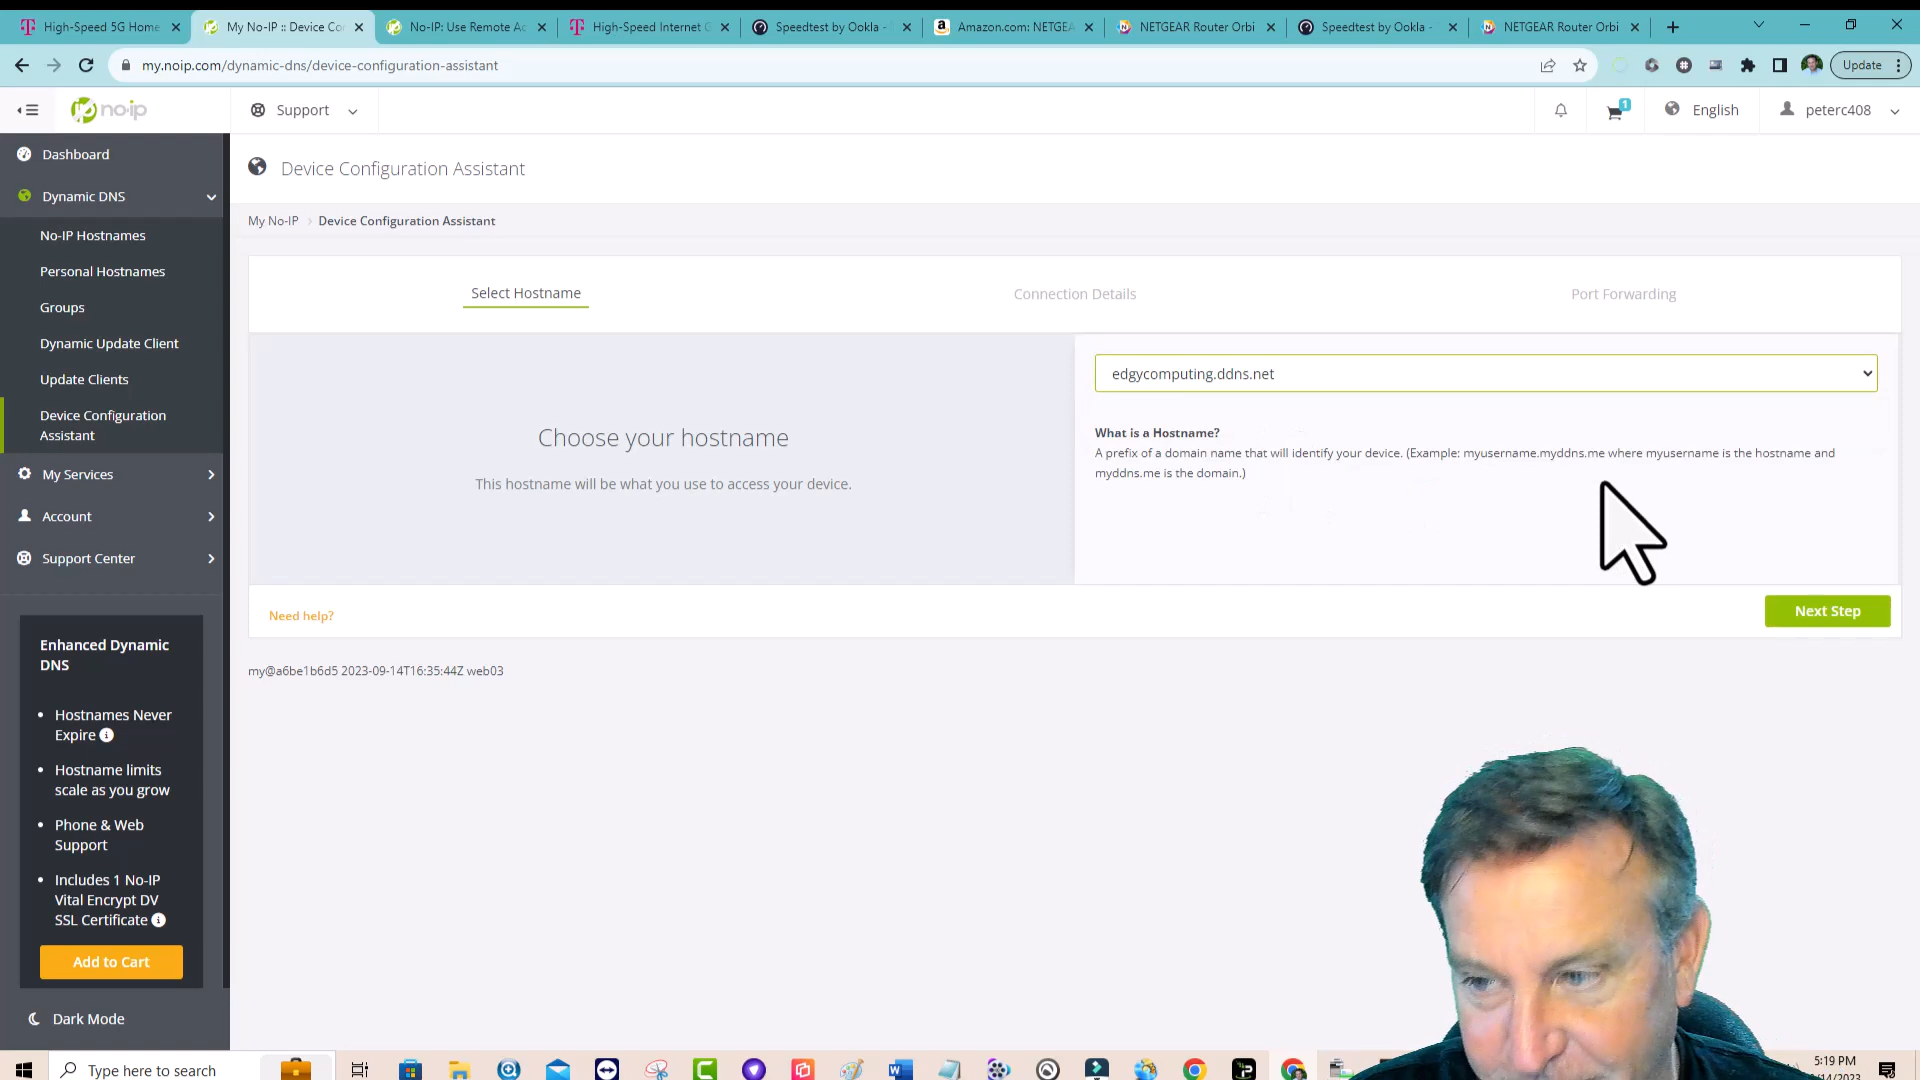 High-Speed 5G Home
My No-IP :: Device Co
No-IP: Use Remote Ac
High-Speed Internet G
Speedtest by Ookla -
Amazon.com: NETGEA
NETGEAR Router Orbi
Speedtest by Ookla -
NETGEAR Router Orbi
my.noip.com/dynamic-dns/device-configuration-assistant
Update
no-ip
Support
1
English
peterc408
Dashboard
Dynamic DNS
No-IP Hostnames
Personal Hostnames
Groups
Dynamic Update Client
Update Clients
Device Configuration
Assistant
My Services
Account
Support Center
Enhanced Dynamic
DNS
Hostnames Never
Expire
Hostname limits
scale as you grow
Phone & Web
Support
Includes 1 No-IP
Vital Encrypt DV
SSL Certificate
Add to Cart
Dark Mode
Device Configuration Assistant
My No-IP > Device Configuration Assistant
Select Hostname
Connection Details
Port Forwarding
Choose your hostname
This hostname will be what you use to access your device.
edgycomputing.ddns.net
What is a Hostname?
A prefix of a domain name that will identify your device. (Example: myusername.myddns.me where myusername is the hostname and
myddns.me is the domain.)
Need help?
Next Step
my@a6be1b6d5 2023-09-14T16:35:44Z web03
Type here to search
5:19 PM